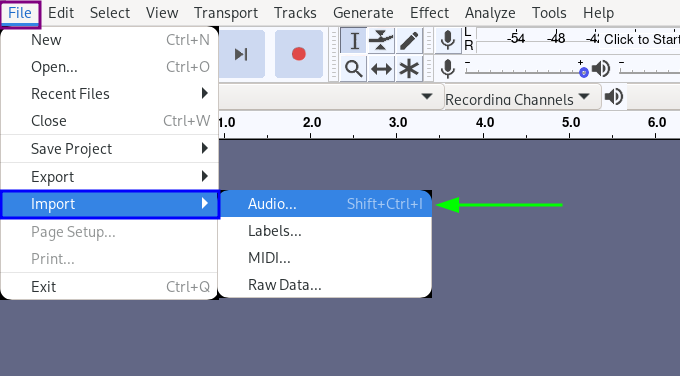 File Edit Select View Transport Tracks Generate Effect Analyze Tools Help
New Ctrl+N
Open... Ctrl+O
Recent Files
Close Ctrl+W
Save Project
Export
Import
Page Setup...
Print...
Exit Ctrl+Q
Audio... Shift+Ctrl+I
Labels...
MIDI...
Raw Data...
L
R
-54 -48 -42 Click to Start
L
R
Recording Channels
1.0 2.0 3.0 4.0 5.0 6.0